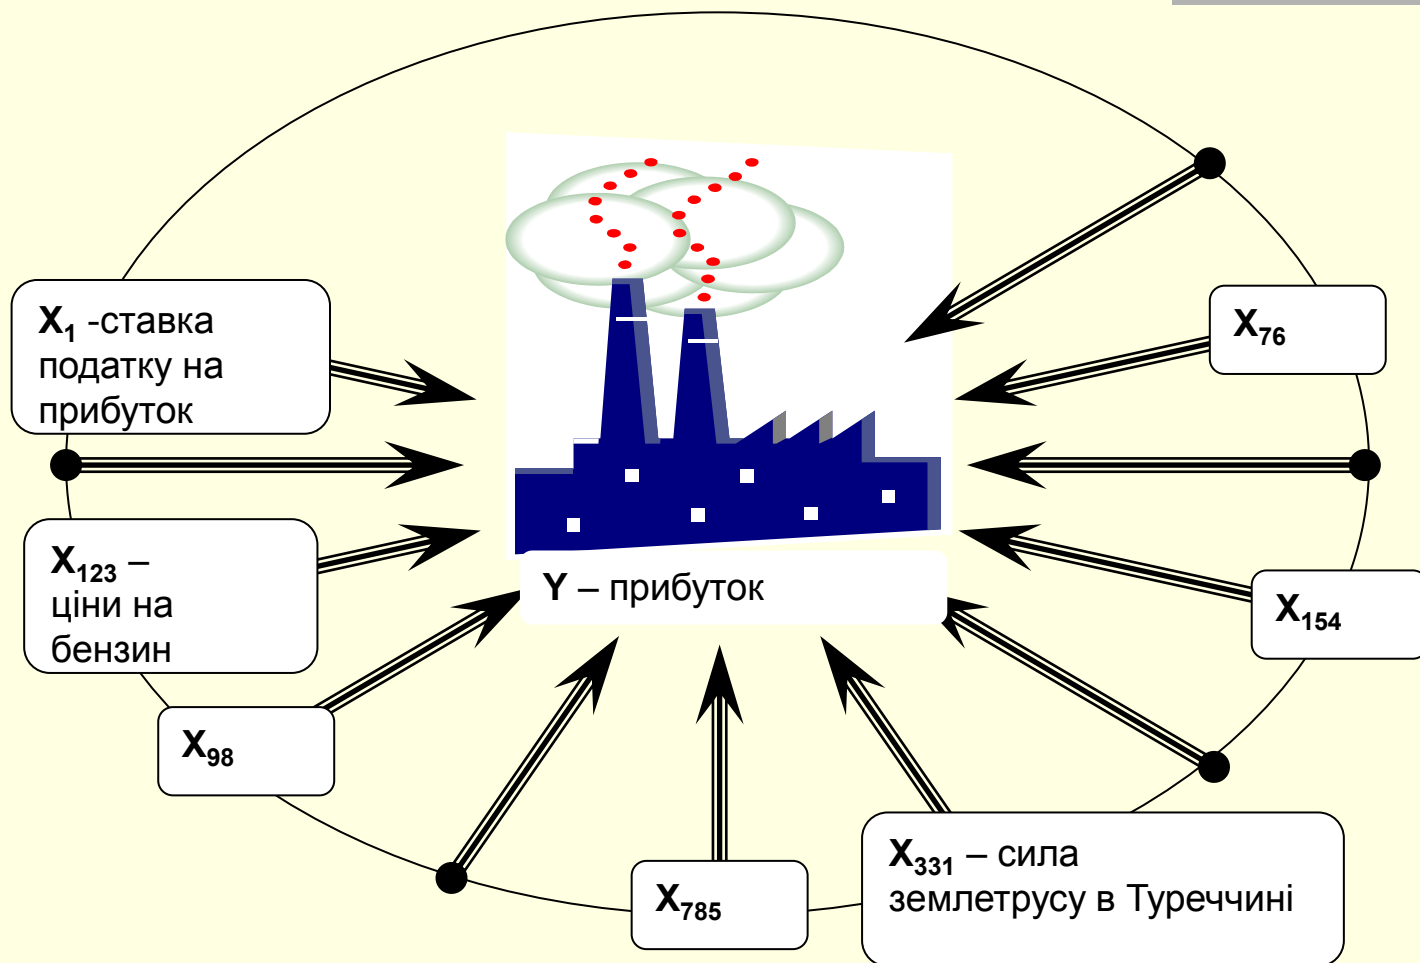 X₁ -ставка
податку на
прибуток
X₇₆
X₁₂₃ –
ціни на
бензин
Y – прибуток
X₁₅₄
X₉₈
X₃₃₁ – сила
землетрусу в Туреччині
X₇₈₅